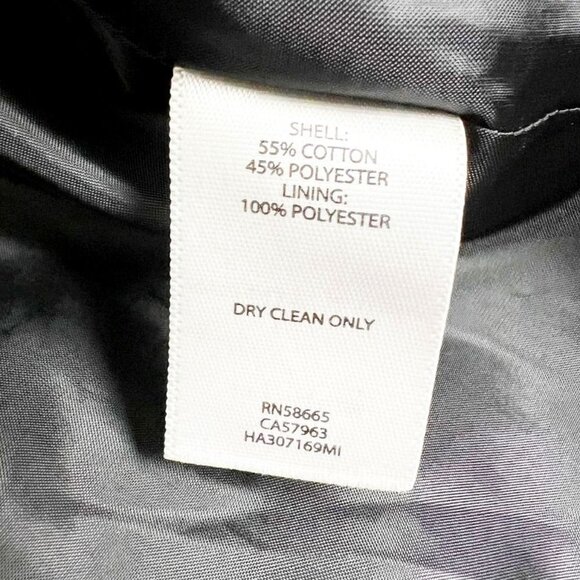 SHELL:
55% COTTON
45% POLYESTER
LINING:
100% POLYESTER
DRY CLEAN ONLY
RN58665
CA57963
HA307169MI